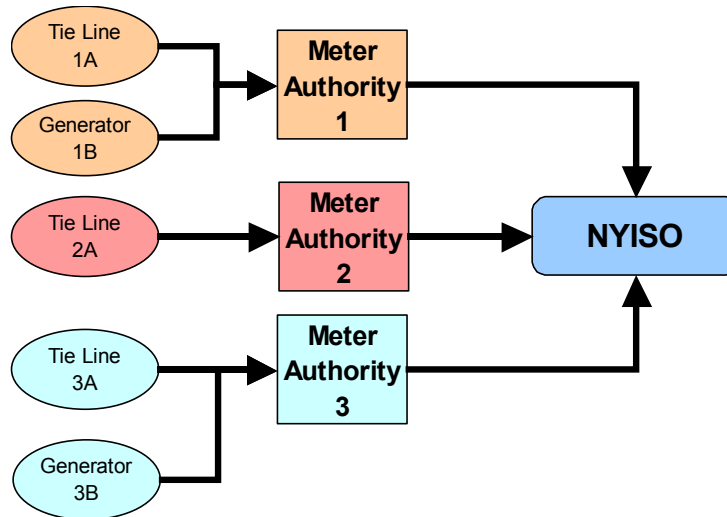 Tie Line
1A
Generator
1B
Meter
Authority
1
Tie Line
2A
Meter
Authority
2
NYISO
Tie Line
3A
Generator
3B
Meter
Authority
3